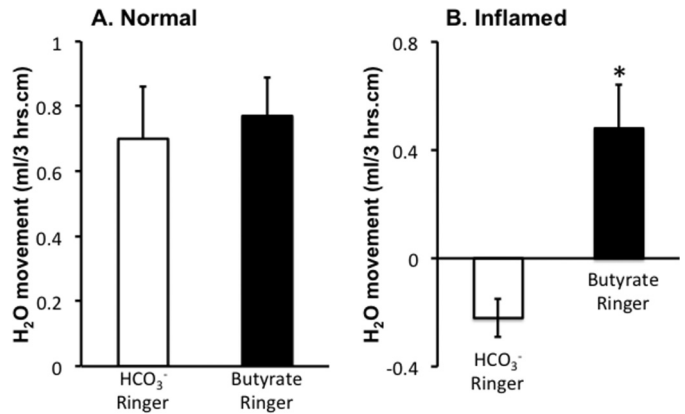 A. Normal
H₂O movement (ml/3 hrs.cm)
1
0.8
0.6
0.4
0.2
0
HCO₃⁻
Ringer
Butyrate
Ringer
B. Inflamed
H₂O movement (ml/3 hrs.cm)
0.8
0.4
0
-0.4
*
HCO₃⁻
Ringer
Butyrate
Ringer